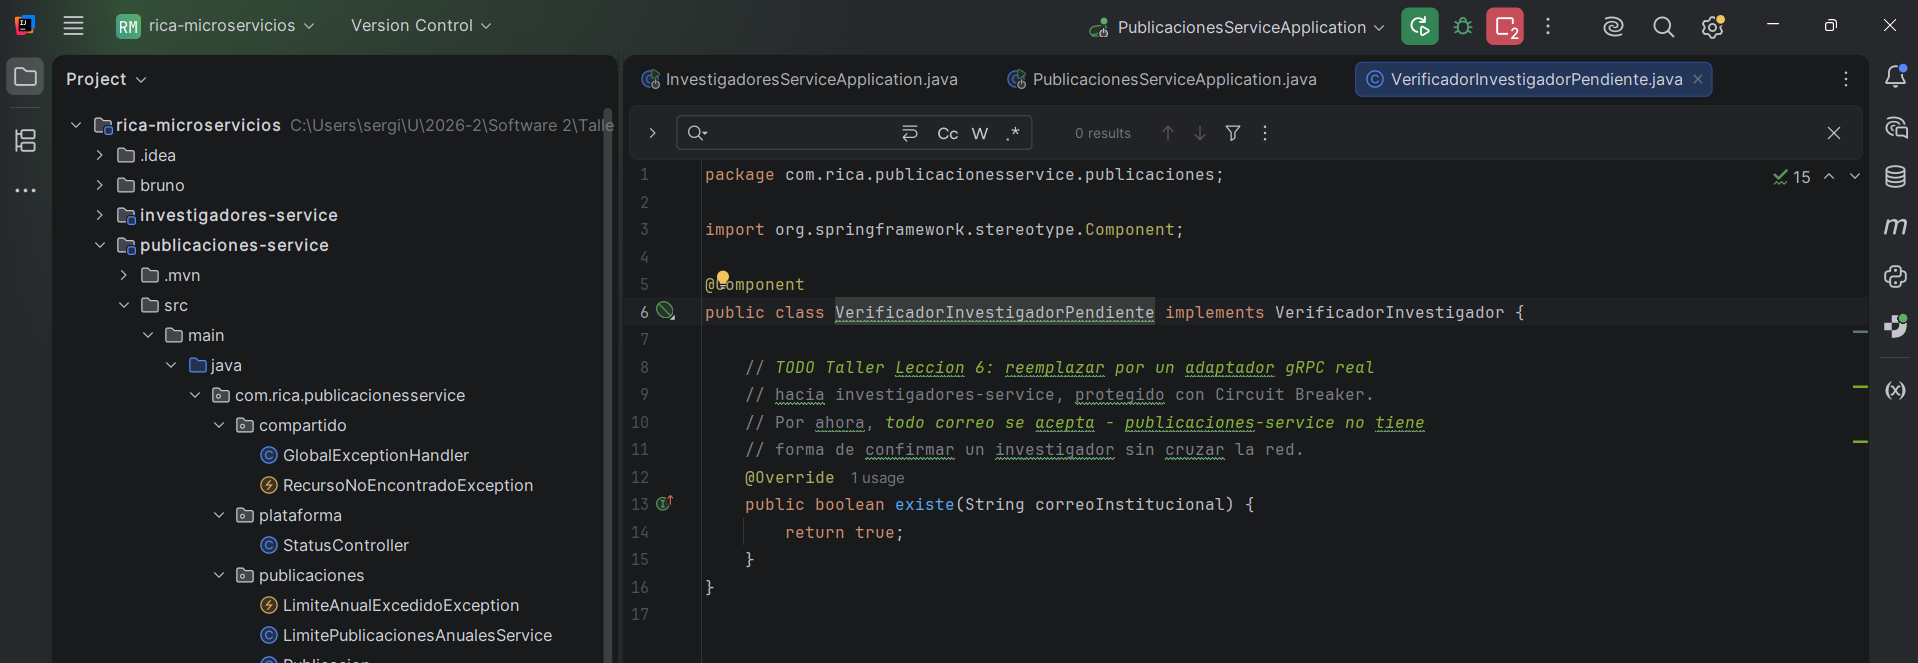 RM rica-microservicios Version Control PublicacionesServiceApplication 2
Project
rica-microservicios C:\Users\sergi\U\2026-2\Software 2\Talle
.idea
bruno
investigadores-service
publicaciones-service
.mvn
src
main
java
com.rica.publicacionesservice
compartido
GlobalExceptionHandler
RecursoNoEncontradoException
plataforma
StatusController
publicaciones
LimiteAnualExcedidoException
LimitePublicacionesAnualesService
Publicacion
InvestigadoresServiceApplication.java PublicacionesServiceApplication.java VerificadorInvestigadorPendiente.java
Cc W .* 0 results
15
1 package com.rica.publicacionesservice.publicaciones;
2
3 import org.springframework.stereotype.Component;
4
5 @Component
6 public class VerificadorInvestigadorPendiente implements VerificadorInvestigador {
7
8 // TODO Taller Leccion 6: reemplazar por un adaptador gRPC real
9 // hacia investigadores-service, protegido con Circuit Breaker.
10 // Por ahora, todo correo se acepta - publicaciones-service no tiene
11 // forma de confirmar un investigador sin cruzar la red.
12 @Override 1 usage
13 public boolean existe(String correoInstitucional) {
14 return true;
15 }
16 }
17